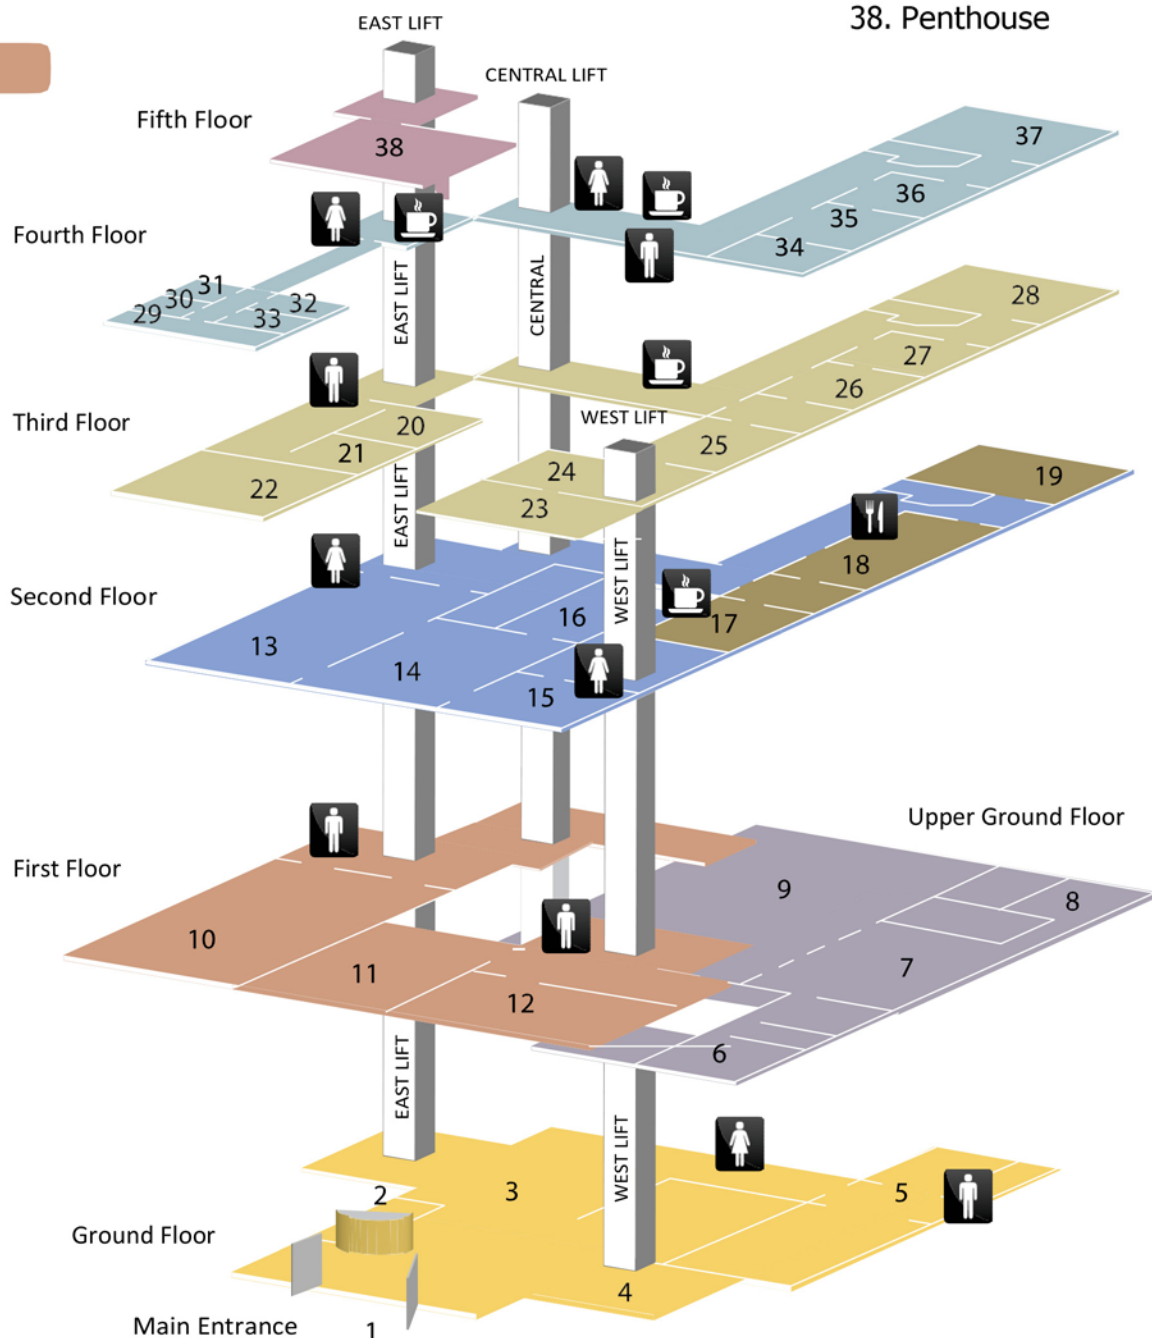 38. Penthouse
EAST LIFT
CENTRAL LIFT
Fifth Floor
38
37
36
35
34
Fourth Floor
31
30
29
32
33
EAST LIFT
CENTRAL
28
27
26
25
WEST LIFT
Third Floor
20
21
22
24
23
EAST LIFT
19
18
17
WEST LIFT
Second Floor
16
13
14
15
Upper Ground Floor
First Floor
9
8
7
10
11
12
6
EAST LIFT
WEST LIFT
5
2
3
Ground Floor
4
Main Entrance
1